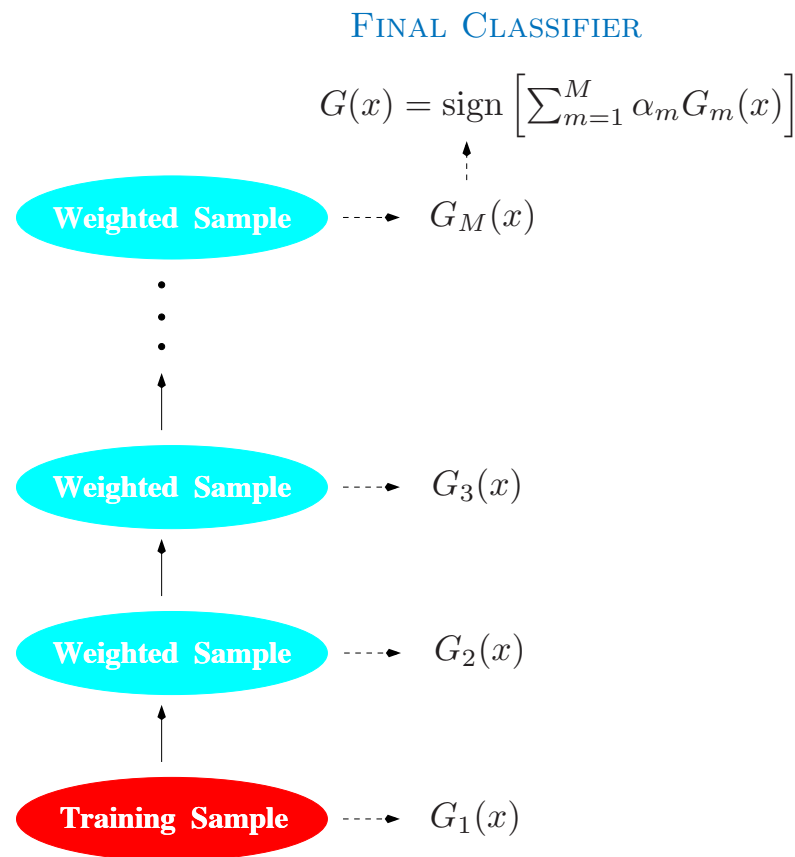 FINAL CLASSIFIER
G(x) = sign [∑_{m=1}^{M} α_m G_m(x)]
Weighted Sample G_M(x)
Weighted Sample G_3(x)
Weighted Sample G_2(x)
Training Sample G_1(x)